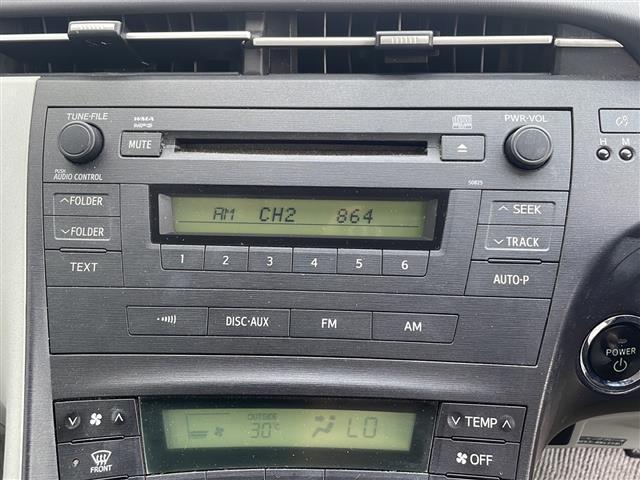 TUNE·FILE
WMA
MP3
PWR·VOL
MUTE
H M
PUSH
AUDIO CONTROL
50825
FOLDER
AM CH2 864
SEEK
FOLDER
TRACK
TEXT
1 2 3 4 5 6
AUTO·P
DISC·AUX
FM
AM
POWER
OUTSIDE
30°C
LO
TEMP
FRONT
OFF